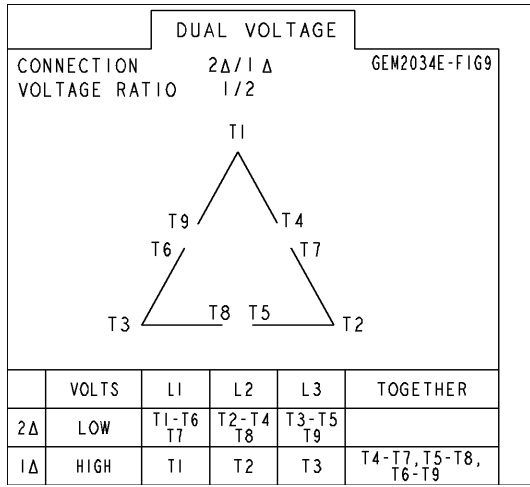 DUAL VOLTAGE
CONNECTION 2Δ/1 Δ GEM2034E-FIG9
VOLTAGE RATIO 1/2
T1
T9 T4
T6 T7
T3 T8 T5 T2
VOLTS L1 L2 L3 TOGETHER
2Δ LOW T1-T6 T7 T2-T4 T8 T3-T5 T9
1Δ HIGH T1 T2 T3 T4-T7,T5-T8, T6-T9